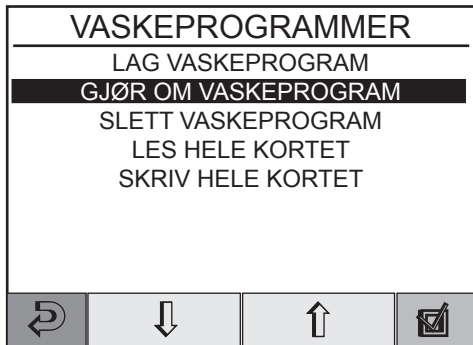 VASKEPROGRAMMER
LAG VASKEPROGRAM
GJØR OM VASKEPROGRAM
SLETT VASKEPROGRAM
LES HELE KORTET
SKRIV HELE KORTET